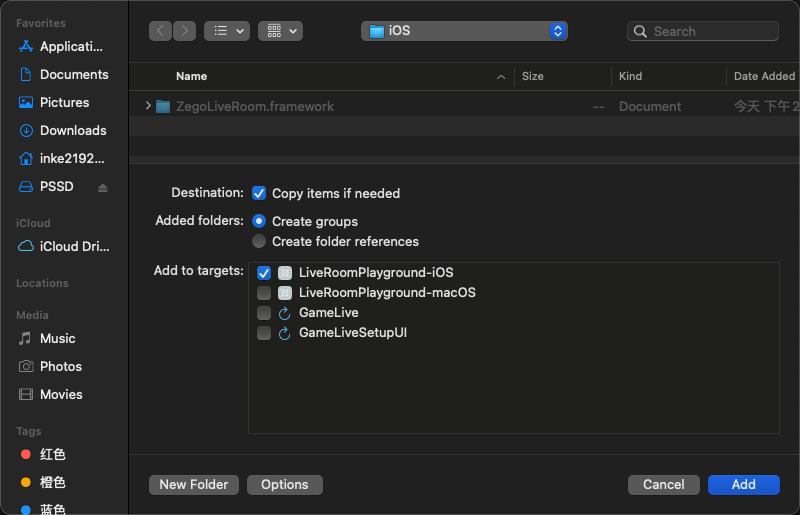 Favorites
Applicati...
Documents
Pictures
Downloads
inke2192...
PSSD
iCloud
iCloud Dri...
Locations
Media
Music
Photos
Movies
Tags
红色
橙色
蓝色
iOS
Search
Name Size Kind Date Added
ZegoLiveRoom.framework -- Document 今天 下午2
Destination: Copy items if needed
Added folders: Create groups
Create folder references
Add to targets: LiveRoomPlayground-iOS
LiveRoomPlayground-macOS
GameLive
GameLiveSetupUI
New Folder Options Cancel Add